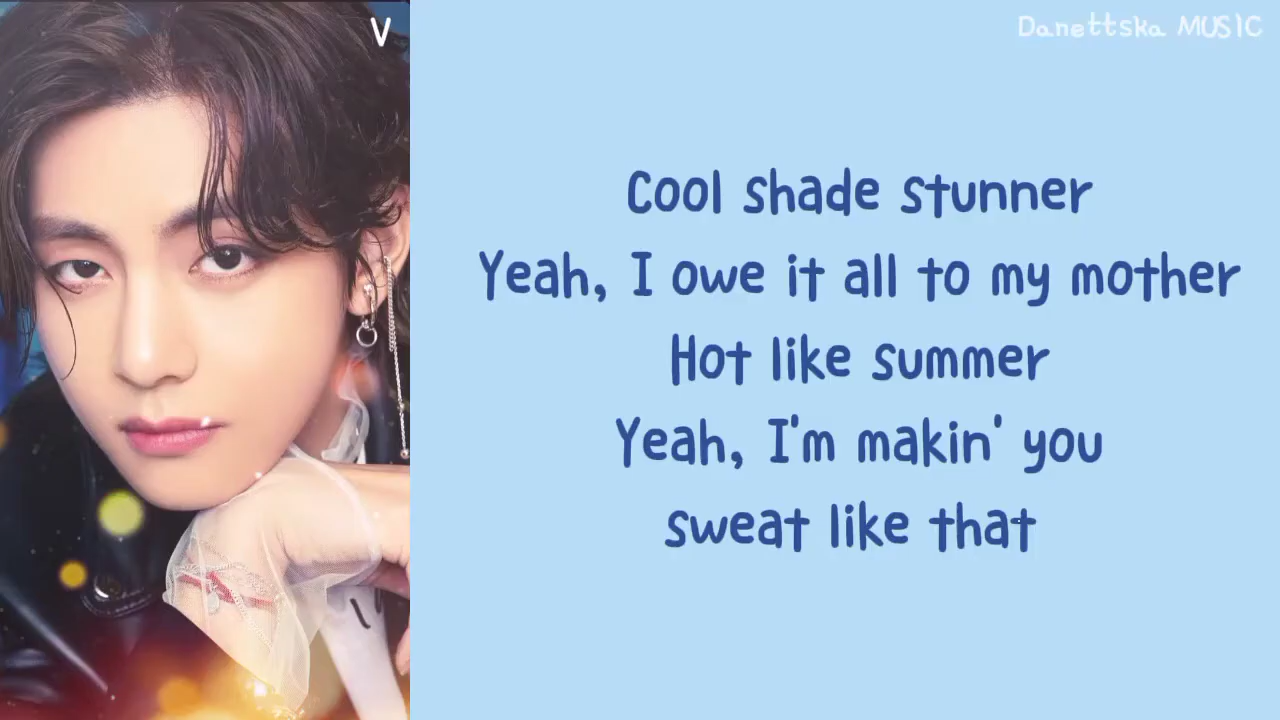 V
Danettska MUSIC
Cool shade stunner
Yeah, I owe it all to my mother
Hot like summer
Yeah, I'm makin' you
sweat like that